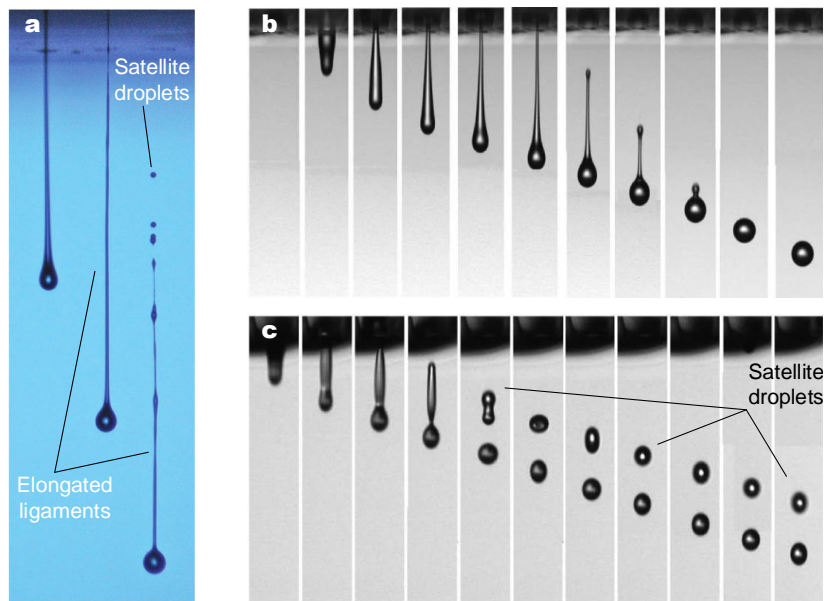 a
Satellite
droplets
Elongated
ligaments
b
c
Satellite
droplets